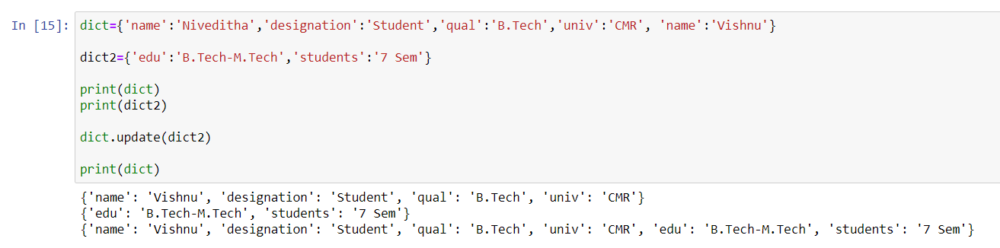 In [15]: dict={'name':'Niveditha','designation':'Student','qual':'B.Tech','univ':'CMR', 'name':'Vishnu'}
dict2={'edu':'B.Tech-M.Tech','students':'7 Sem'}
print(dict)
print(dict2)
dict.update(dict2)
print(dict)
{'name': 'Vishnu', 'designation': 'Student', 'qual': 'B.Tech', 'univ': 'CMR'}
{'edu': 'B.Tech-M.Tech', 'students': '7 Sem'}
{'name': 'Vishnu', 'designation': 'Student', 'qual': 'B.Tech', 'univ': 'CMR', 'edu': 'B.Tech-M.Tech', 'students': '7 Sem'}